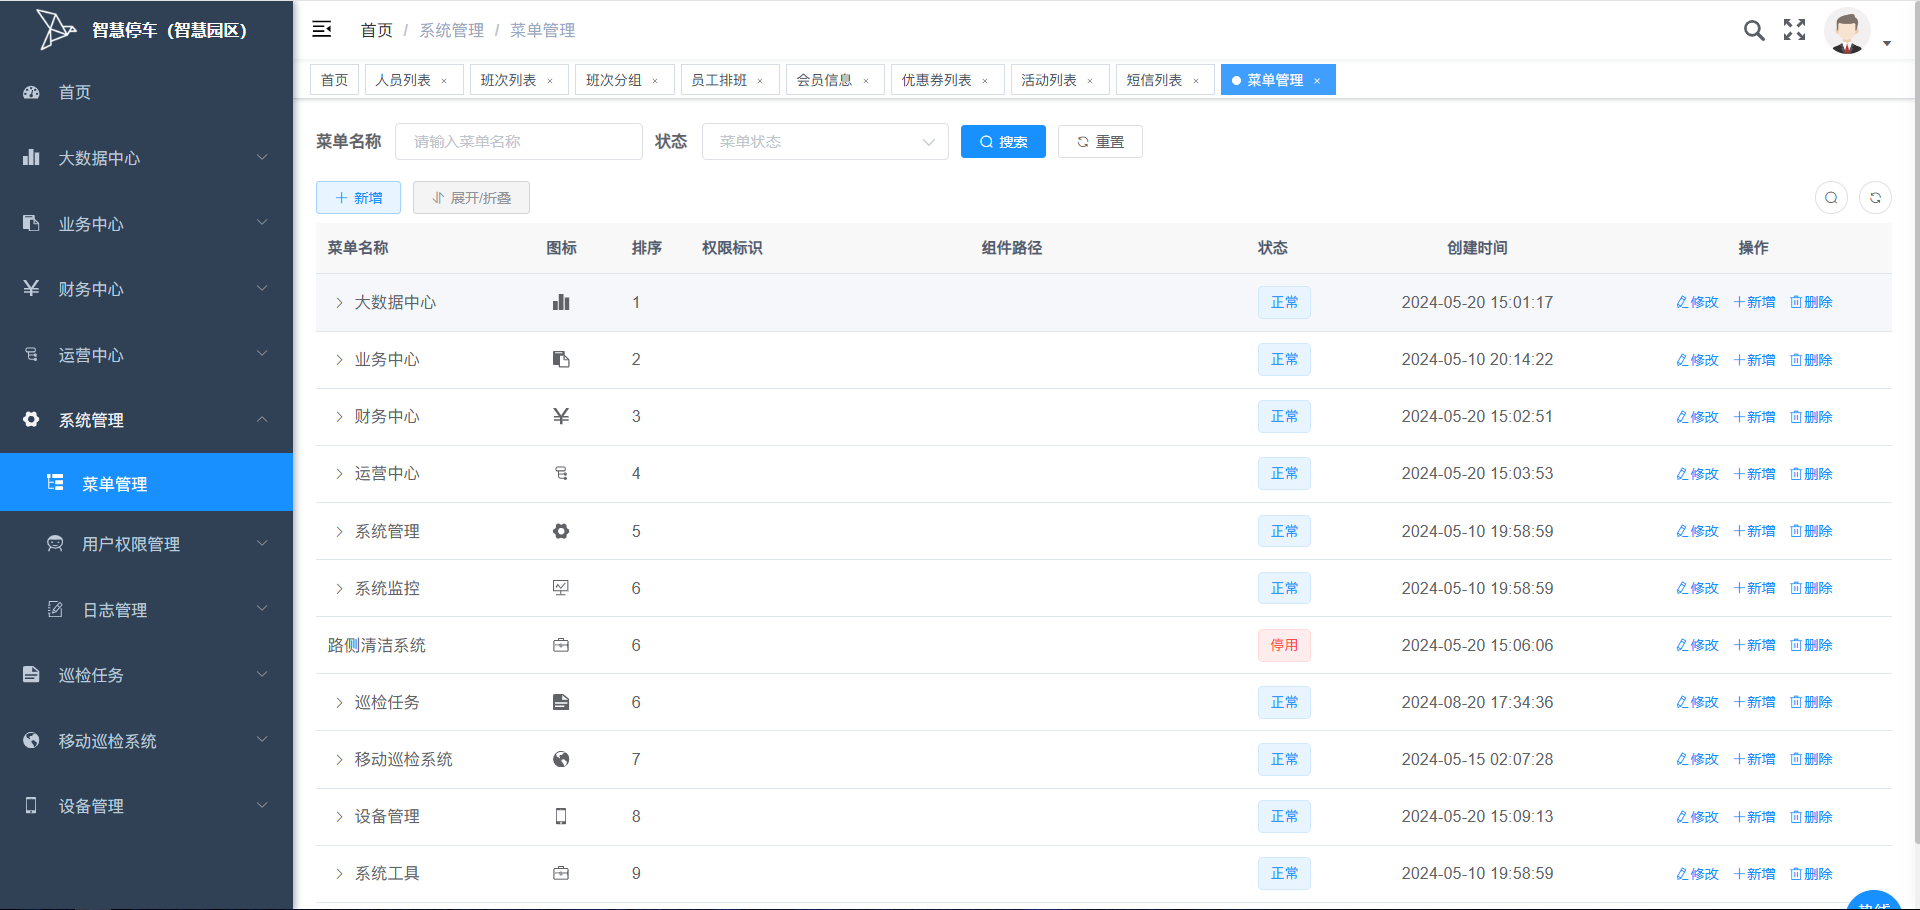 智慧停车（智慧园区）
首页
大数据中心
业务中心
财务中心
运营中心
系统管理
菜单管理
用户权限管理
日志管理
巡检任务
移动巡检系统
设备管理
首页 / 系统管理 / 菜单管理
首页 人员列表 × 班次列表 × 班次分组 × 员工排班 × 会员信息 × 优惠券列表 × 活动列表 × 短信列表 × 菜单管理 ×
菜单名称 请输入菜单名称 状态 菜单状态 搜索 重置
新增 展开/折叠
菜单名称 图标 排序 权限标识 组件路径 状态 创建时间 操作
大数据中心 1 正常 2024-05-20 15:01:17 修改 新增 删除
业务中心 2 正常 2024-05-10 20:14:22 修改 新增 删除
财务中心 3 正常 2024-05-20 15:02:51 修改 新增 删除
运营中心 4 正常 2024-05-20 15:03:53 修改 新增 删除
系统管理 5 正常 2024-05-10 19:58:59 修改 新增 删除
系统监控 6 正常 2024-05-10 19:58:59 修改 新增 删除
路侧清洁系统 6 停用 2024-05-20 15:06:06 修改 新增 删除
巡检任务 6 正常 2024-08-20 17:34:36 修改 新增 删除
移动巡检系统 7 正常 2024-05-15 02:07:28 修改 新增 删除
设备管理 8 正常 2024-05-20 15:09:13 修改 新增 删除
系统工具 9 正常 2024-05-10 19:58:59 修改 新增 删除